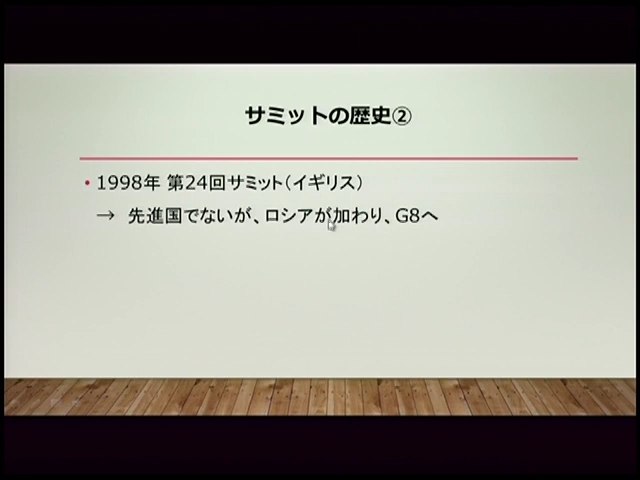 サミットの歴史②
• 1998年 第24回サミット（イギリス）
→ 先進国でないが、ロシアが加わり、G8へ